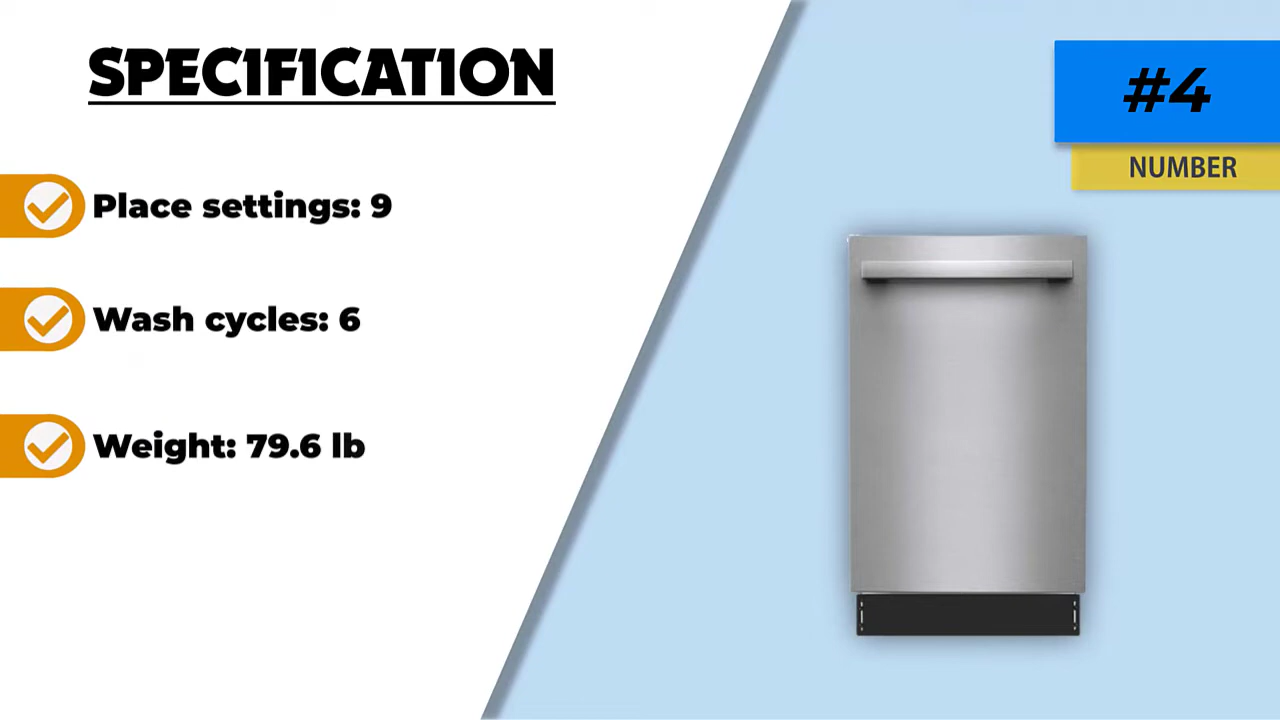 SPECIFICATION
#4
NUMBER
Place settings: 9
Wash cycles: 6
Weight: 79.6 lb